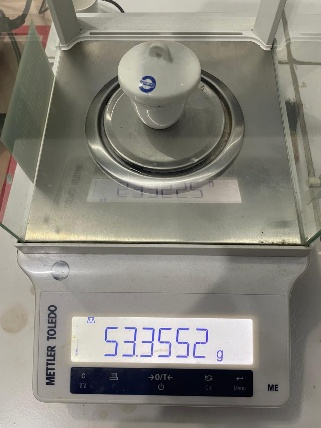 METTLER TOLEDO
53.3552 g
→0/T←
ME